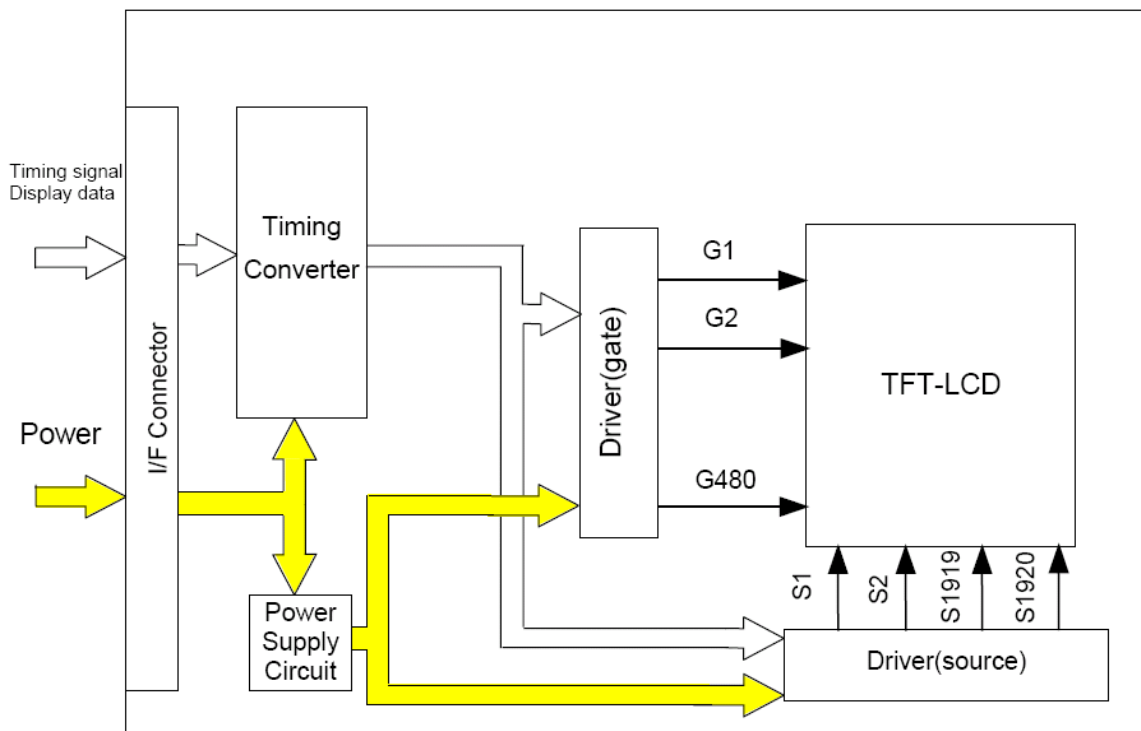 Timing signal
Display data
Power
I/F Connector
Timing
Converter
Power
Supply
Circuit
Driver(gate)
G1
G2
G480
TFT-LCD
S1
S2
S1919
S1920
Driver(source)